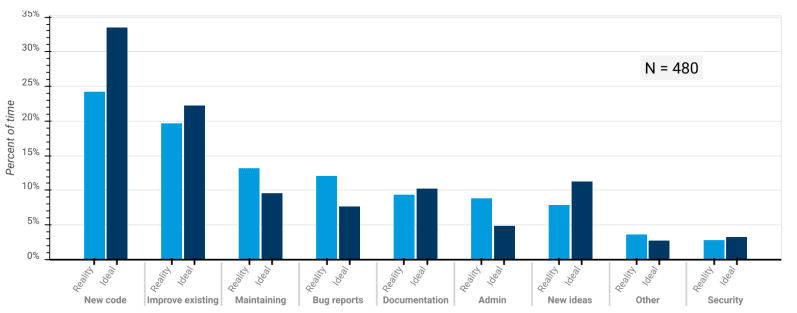 35%
30%
25%
20%
15%
10%
5%
0%
Percent of time
N = 480
Reality Ideal Reality Ideal Reality Ideal Reality Ideal Reality Ideal Reality Ideal Reality Ideal Reality Ideal Reality Ideal
New code Improve existing Maintaining Bug reports Documentation Admin New ideas Other Security